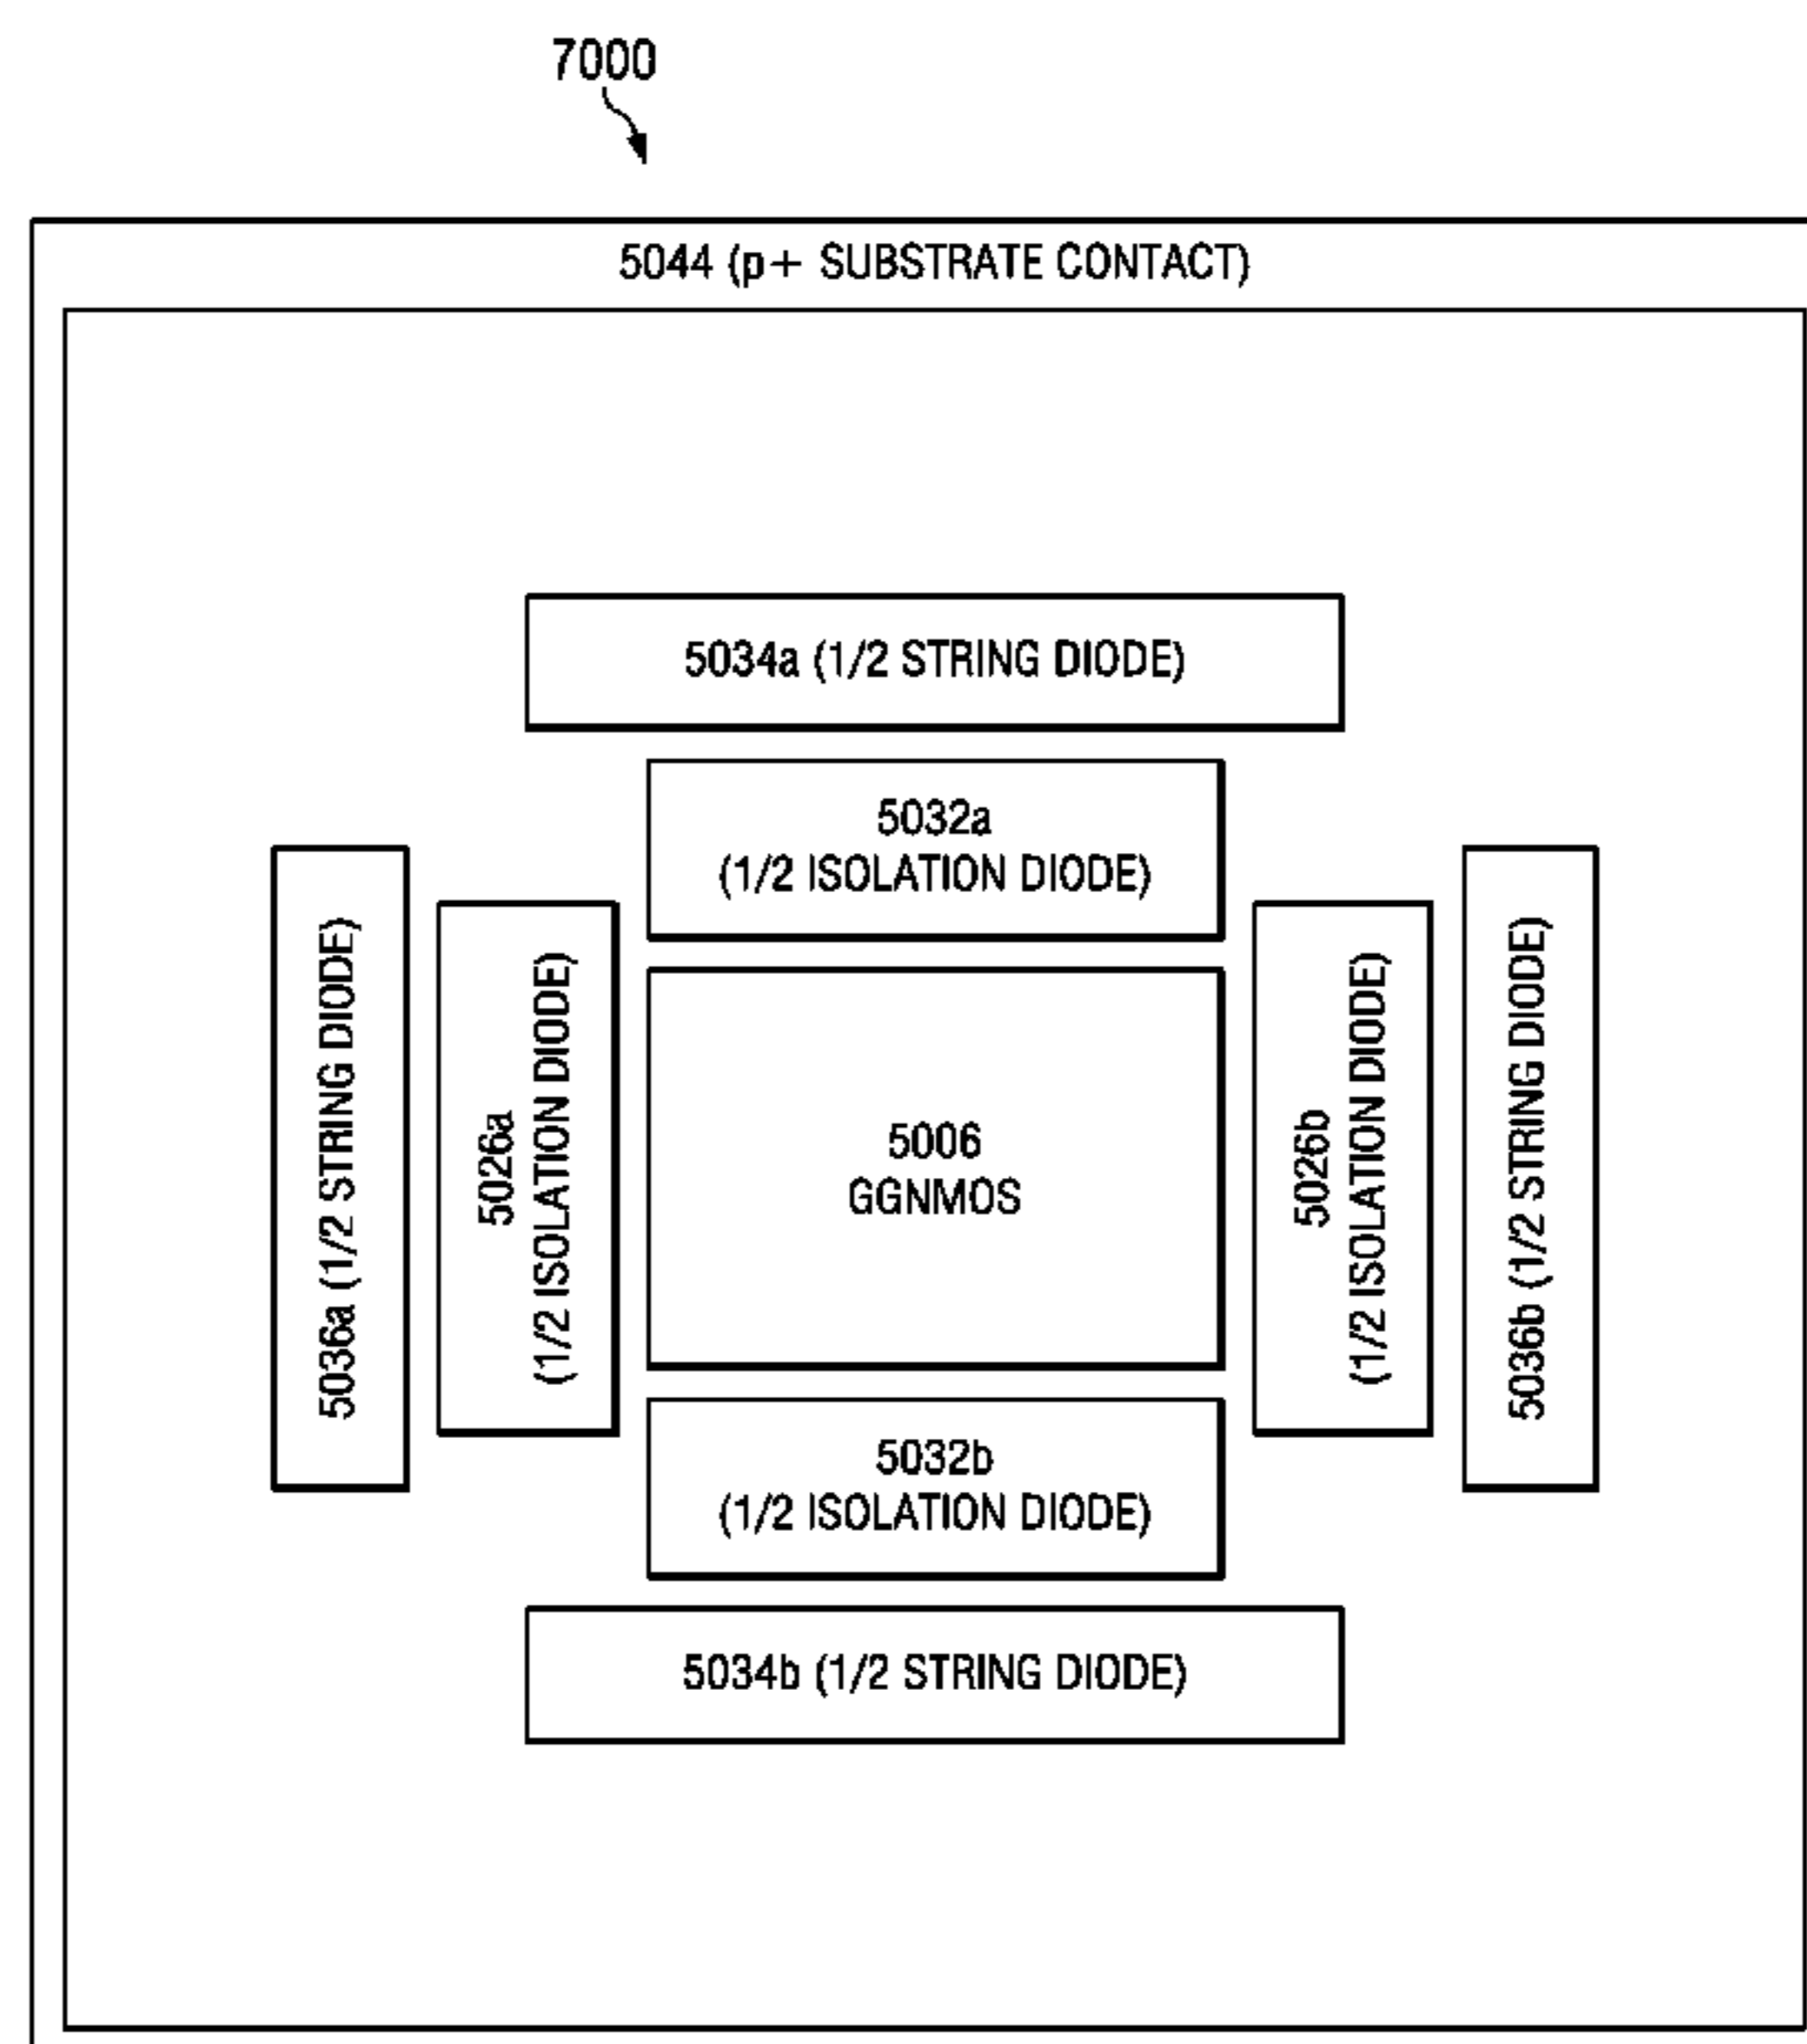 7000
5044 (p+ SUBSTRATE CONTACT)
5034a (1/2 STRING DIODE)
5032a
(1/2 ISOLATION DIODE)
5036a (1/2 STRING DIODE)
5026a
(1/2 ISOLATION DIODE)
5006
GGNMOS
5026b
(1/2 ISOLATION DIODE)
5036b (1/2 STRING DIODE)
5032b
(1/2 ISOLATION DIODE)
5034b (1/2 STRING DIODE)